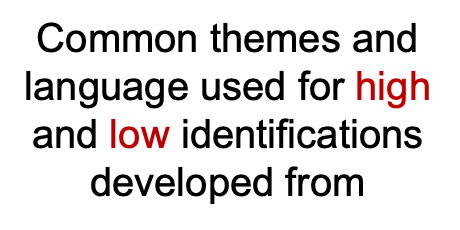 Common themes and
language used for high
and low identifications
developed from